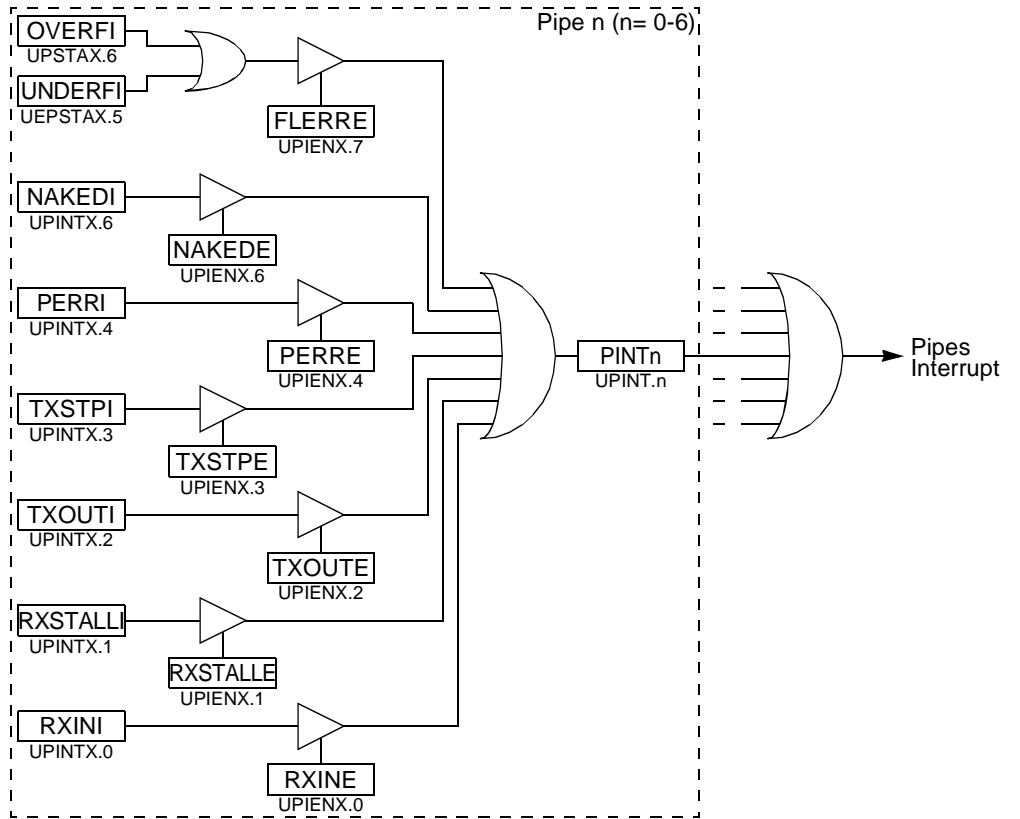 Pipe n (n= 0-6)
OVERFI
UPSTAX.6
UNDERFI
UEPSTAX.5
FLERRE
UPIENX.7
NAKEDI
UPINTX.6
NAKEDE
UPIENX.6
PERRI
UPINTX.4
PERRE
UPIENX.4
TXSTPI
UPINTX.3
TXSTPE
UPIENX.3
TXOUTI
UPINTX.2
TXOUTE
UPIENX.2
RXSTALLI
UPINTX.1
RXSTALLE
UPIENX.1
RXINI
UPINTX.0
RXINE
UPIENX.0
PINTn
UPINT.n
Pipes
Interrupt